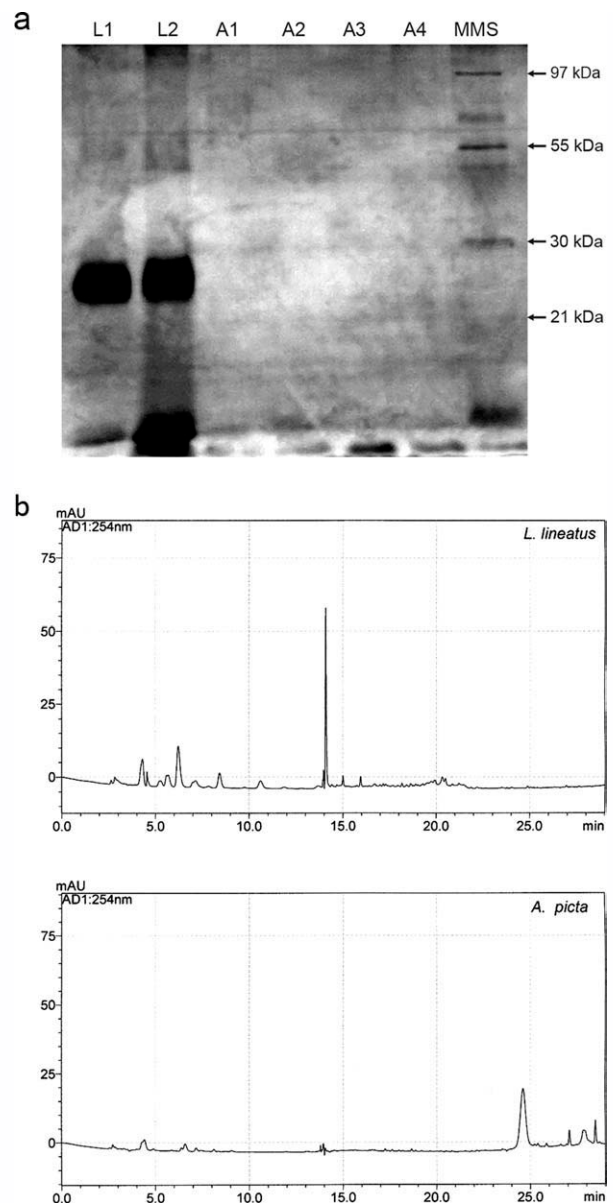 a
L1 L2 A1 A2 A3 A4 MMS
97 kDa
55 kDa
30 kDa
21 kDa
b
mAU
AD1:254nm
L. lineatus
75
50
25
0
0.0 5.0 10.0 15.0 20.0 25.0 min
mAU
AD1:254nm
A. picta
75
50
25
0
0.0 5.0 10.0 15.0 20.0 25.0 min